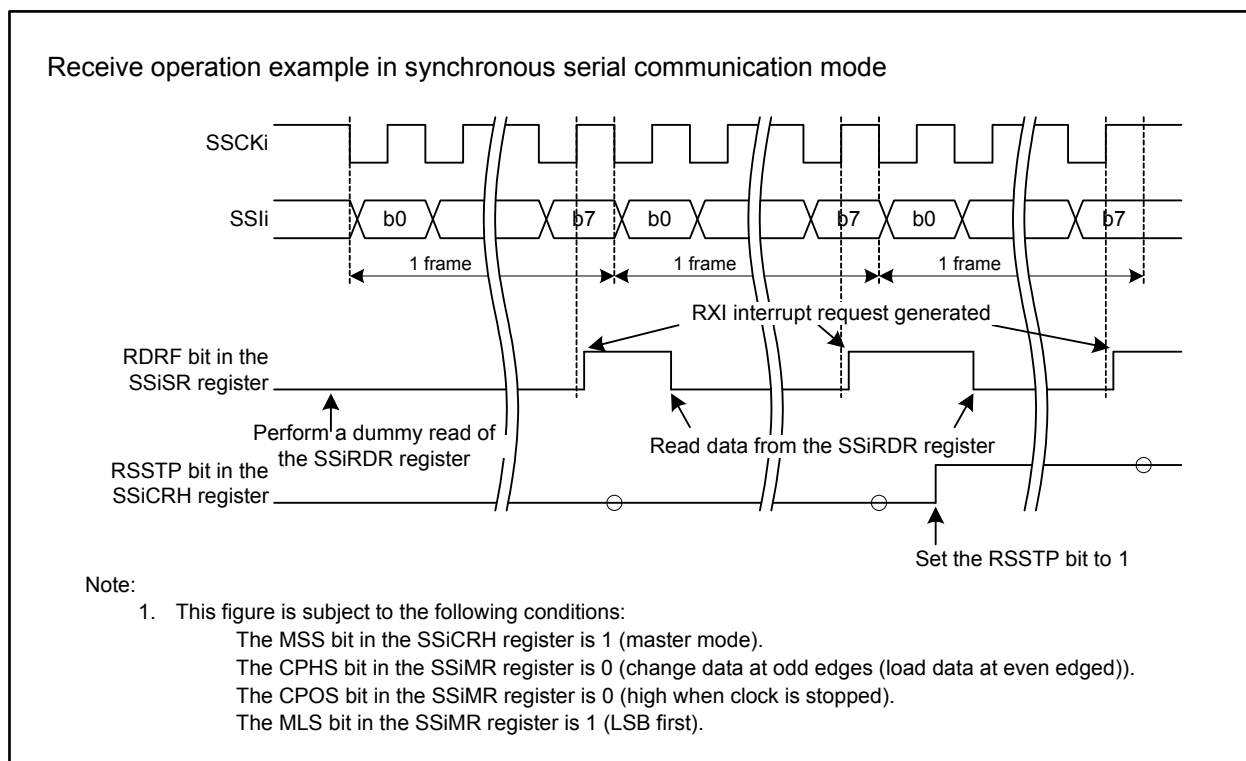 Receive operation example in synchronous serial communication mode
SSCKi
SSIi
b0
b7
b0
b7
b0
b7
1 frame
1 frame
1 frame
RXI interrupt request generated
RDRF bit in the
SSiSR register
Perform a dummy read of
the SSiRDR register
Read data from the SSiRDR register
RSSTP bit in the
SSiCRH register
Set the RSSTP bit to 1
Note:
1. This figure is subject to the following conditions:
The MSS bit in the SSiCRH register is 1 (master mode).
The CPHS bit in the SSiMR register is 0 (change data at odd edges (load data at even edged)).
The CPOS bit in the SSiMR register is 0 (high when clock is stopped).
The MLS bit in the SSiMR register is 1 (LSB first).